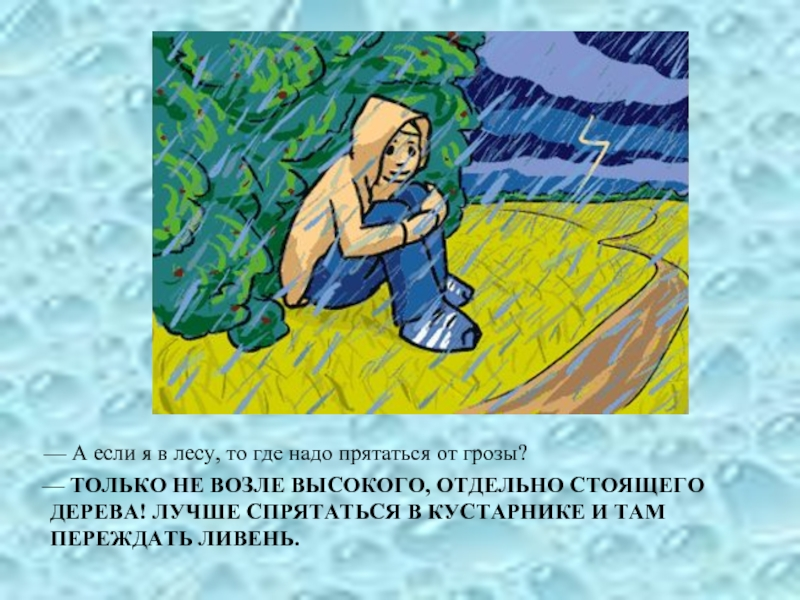 — А если я в лесу, то где надо прятаться от грозы?
— ТОЛЬКО НЕ ВОЗЛЕ ВЫСОКОГО, ОТДЕЛЬНО СТОЯЩЕГО
ДЕРЕВА! ЛУЧШЕ СПРЯТАТЬСЯ В КУСТАРНИКЕ И ТАМ
ПЕРЕЖДАТЬ ЛИВЕНЬ.